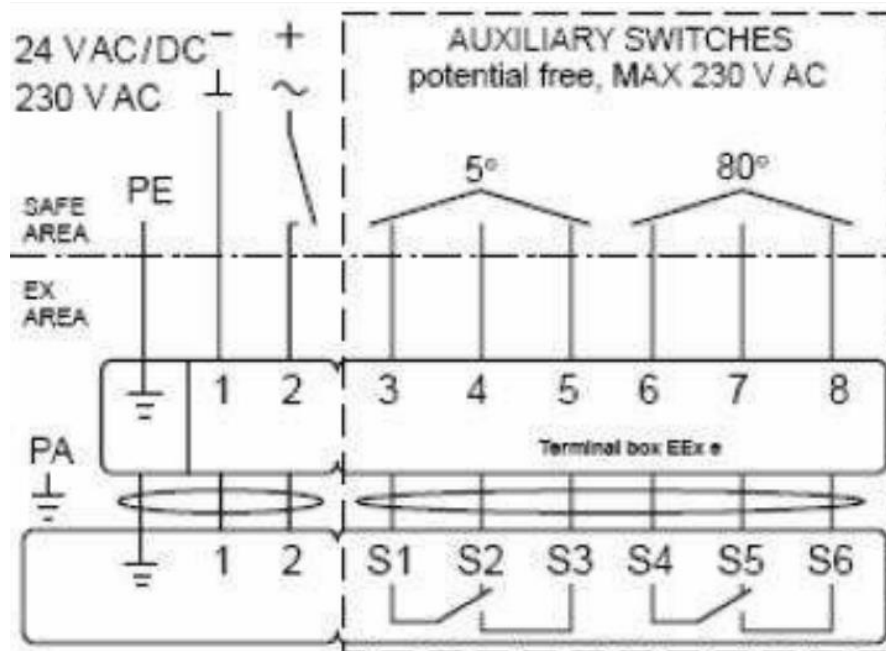 24 VAC/DC - +
230 VAC ⊥ ~
AUXILIARY SWITCHES
potential free, MAX 230 V AC
5° 80°
PE
SAFE
AREA
EX
AREA
1 2 3 4 5 6 7 8
Terminal box EEx e
PA
1 2 S1 S2 S3 S4 S5 S6